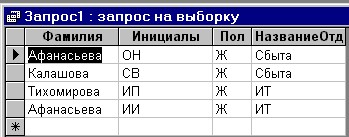 Запрос1 : запрос на выборку
Фамилия Инициалы Пол НазваниеОтд
Афанасьева ОН Ж Сбыта
Калашова СВ Ж Сбыта
Тихомирова ИП Ж ИТ
Афанасьева ИИ Ж ИТ